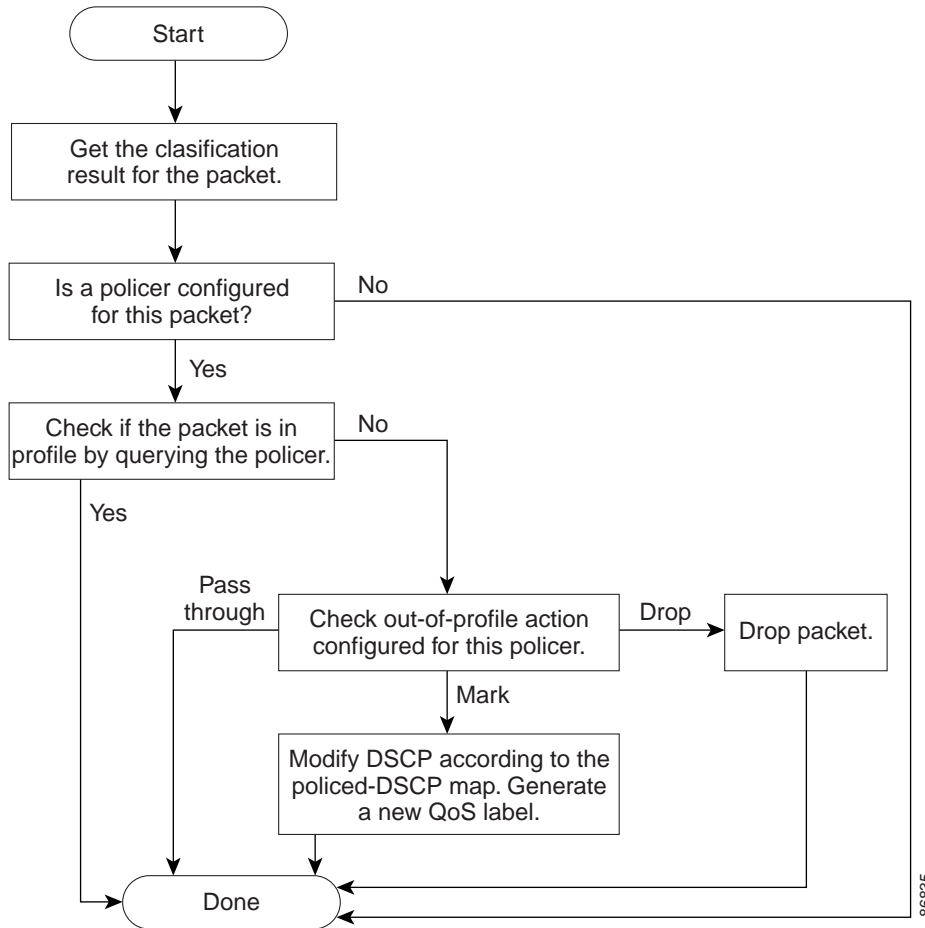 Start
Get the clasification
result for the packet.
Is a policer configured
for this packet?
No
Yes
Check if the packet is in
profile by querying the policer.
No
Yes
Pass
through
Check out-of-profile action
configured for this policer.
Drop
Drop packet.
Mark
Modify DSCP according to the
policed-DSCP map. Generate
a new QoS label.
Done
86835